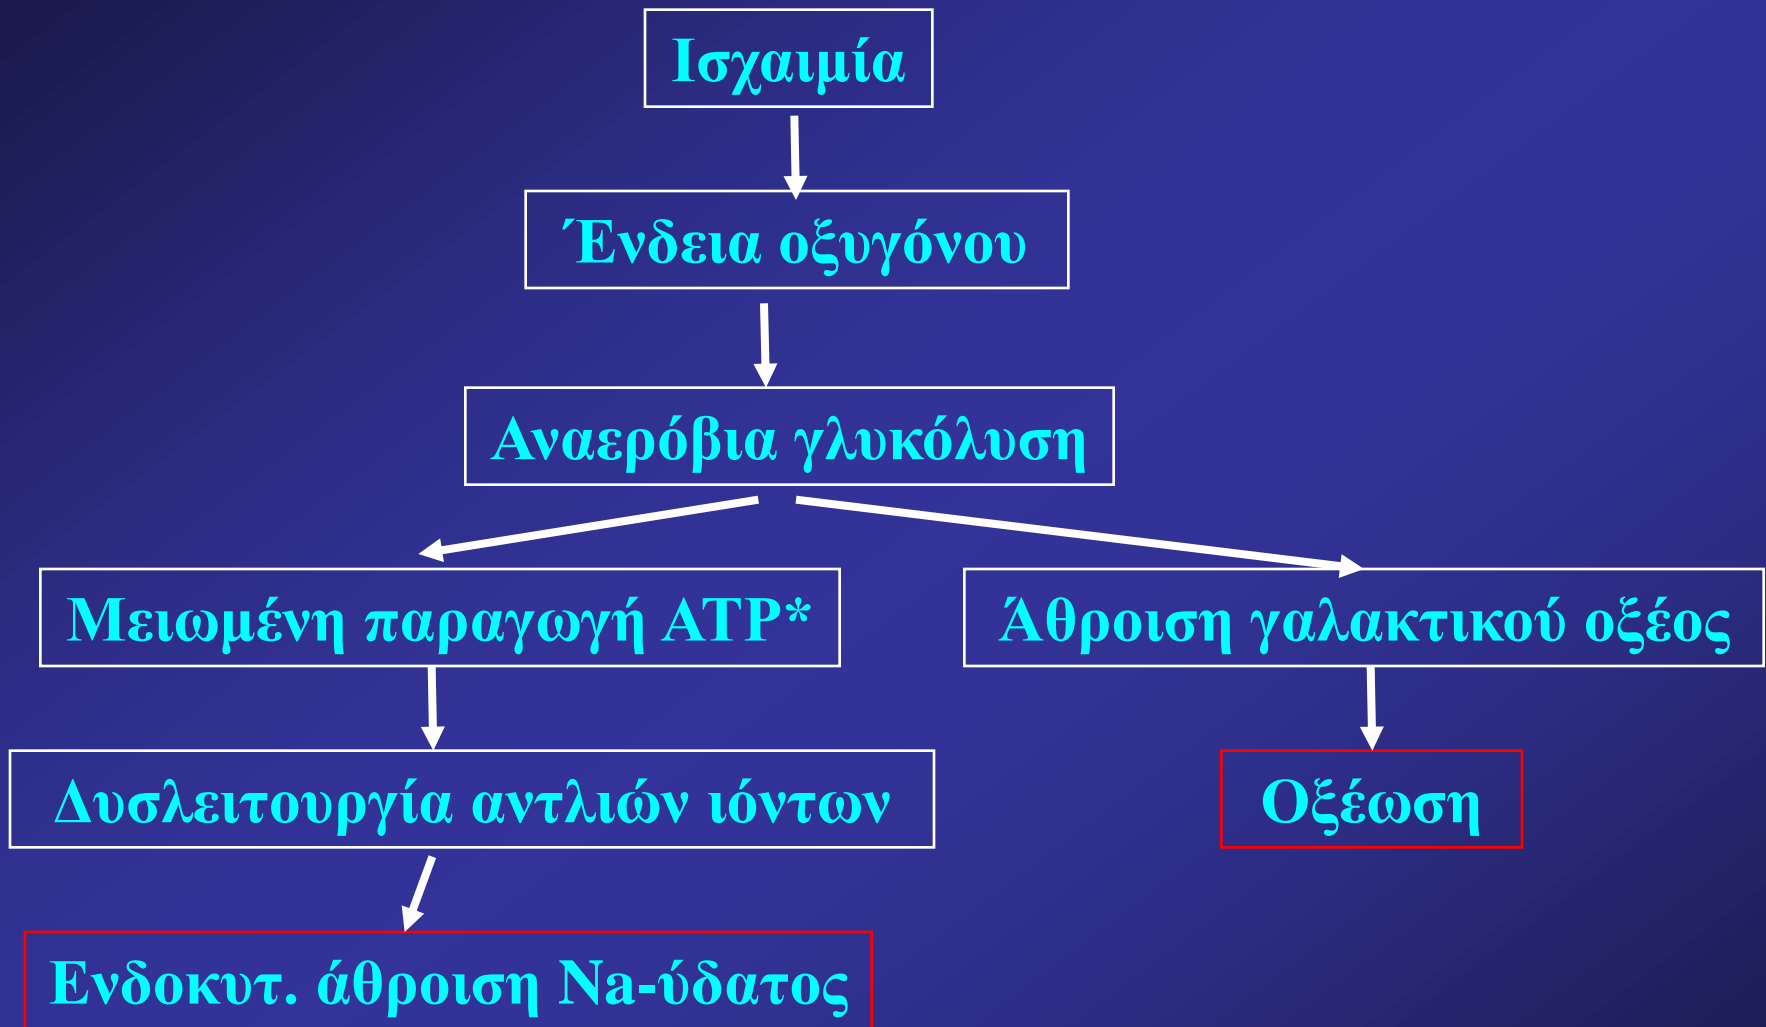 Ισχαιμία
Ένδεια οξυγόνου
Αναερόβια γλυκόλυση
Μειωμένη παραγωγή ATP*
Άθροιση γαλακτικού οξέος
Δυσλειτουργία αντλιών ιόντων
Οξέωση
Ενδοκυτ. άθροιση Na-ύδατος